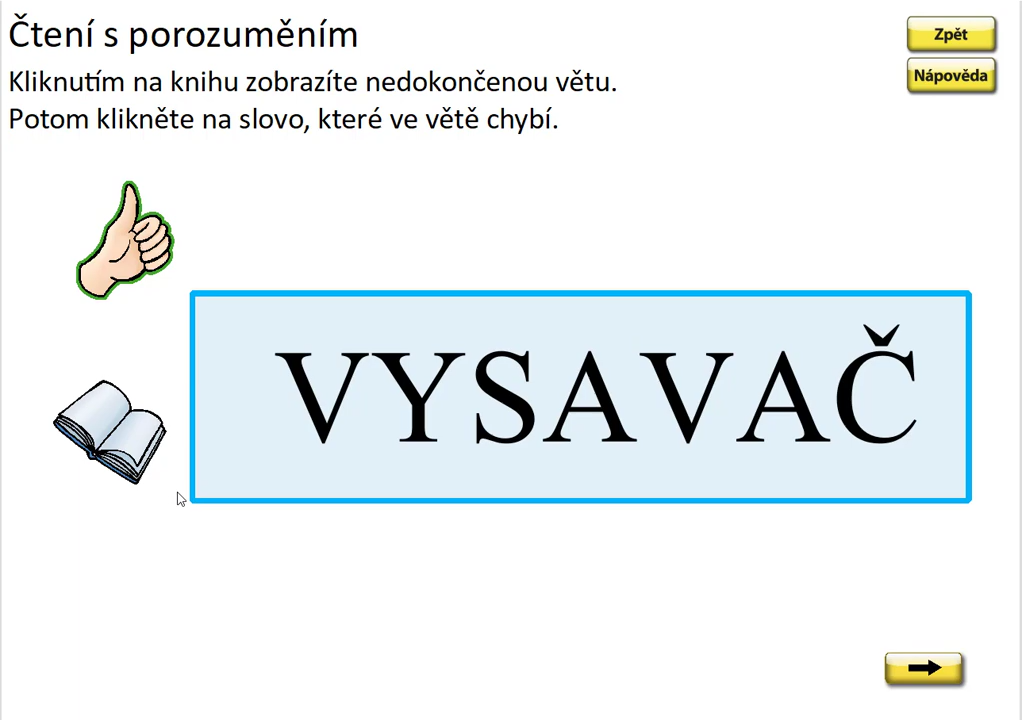 Čtení s porozuměním
Zpět
Kliknutím na knihu zobrazíte nedokončenou větu.
Nápověda
Potom klikněte na slovo, které ve větě chybí.
VYSAVAČ